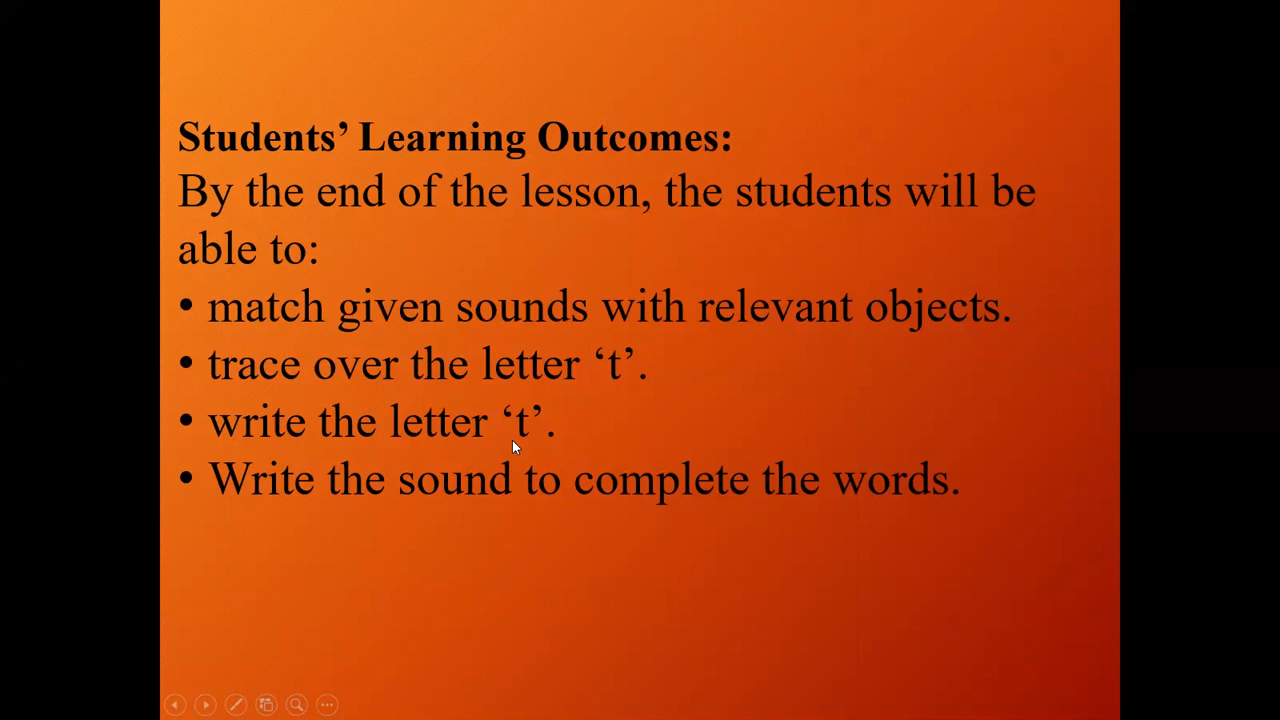 Students’ Learning Outcomes:
By the end of the lesson, the students will be
able to:
• match given sounds with relevant objects.
• trace over the letter ‘t’.
• write the letter ‘t’.
• Write the sound to complete the words.